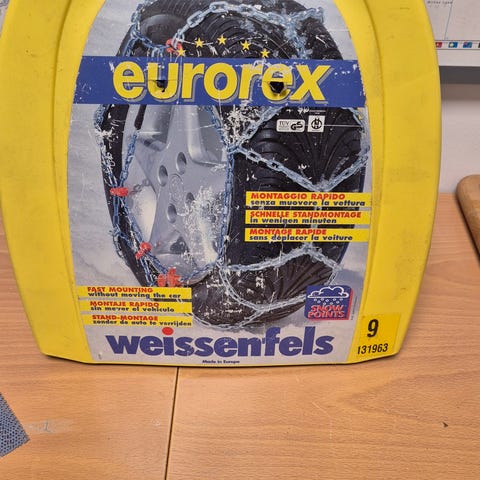 eurorex
TÜV
GS
MONTAGGIO RAPIDO
senza muovere la vettura
SCHNELLE STANDMONTAGE
in wenigen minuten
MONTAGE RAPIDE
sans déplacer la voiture
FAST MOUNTING
without moving the car
MONTAJE RAPIDO
sin mover el vehiculo
STAND-MONTAGE
zonder de auto te verrijden
SNOW
POINTS
weissenfels
Made in Europe
9
131963